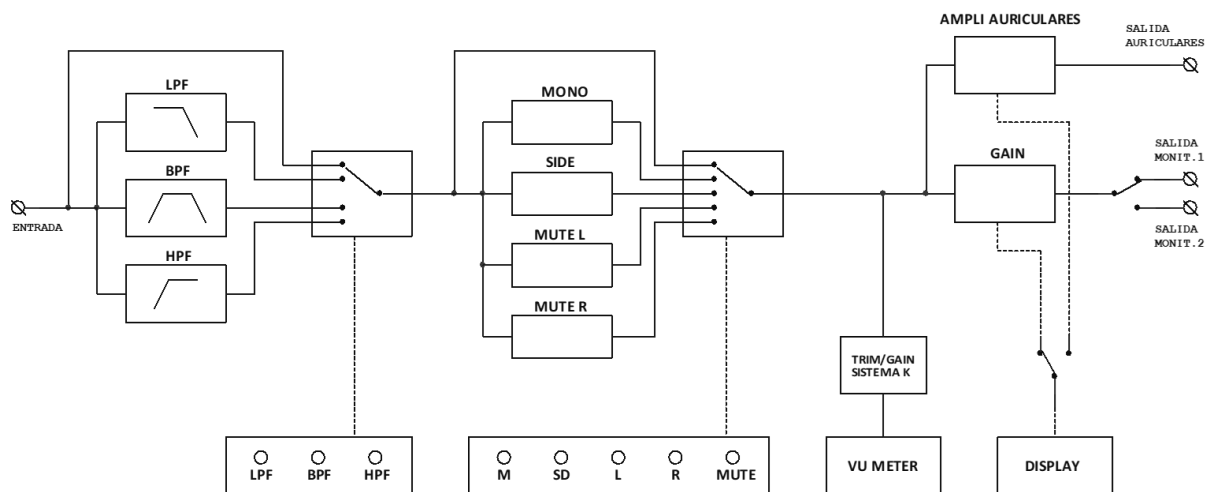 AMPLI AURICULARES
SALIDA
AURICULARES
LPF
MONO
BPF
SIDE
GAIN
SALIDA
MONIT.1
ENTRADA
SALIDA
MONIT.2
HPF
MUTE L
MUTE R
TRIM/GAIN
SISTEMA K
LPF BPF HPF
M SD L R MUTE
VU METER
DISPLAY